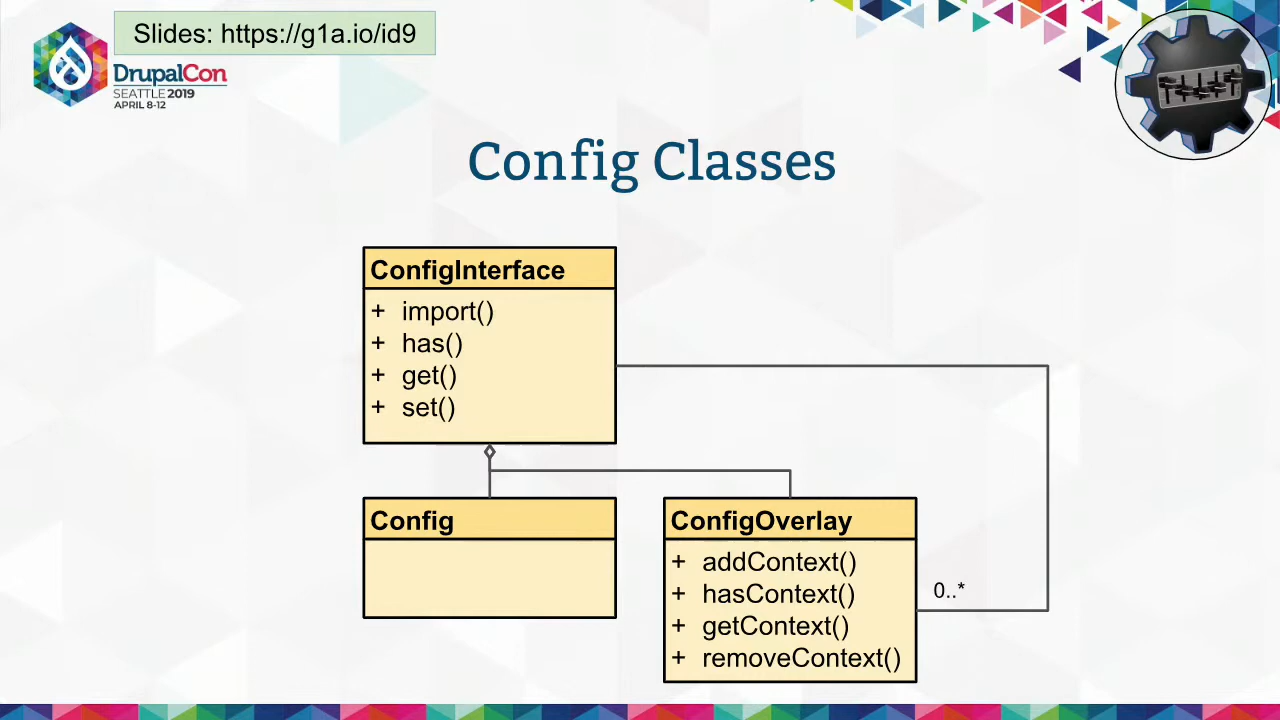 Slides: https://g1a.io/id9
DrupalCon
SEATTLE 2019
APRIL 8-12
Config Classes
ConfigInterface
+ import()
+ has()
+ get()
+ set()
Config
ConfigOverlay
+ addContext()
+ hasContext()
+ getContext()
+ removeContext()
0..*